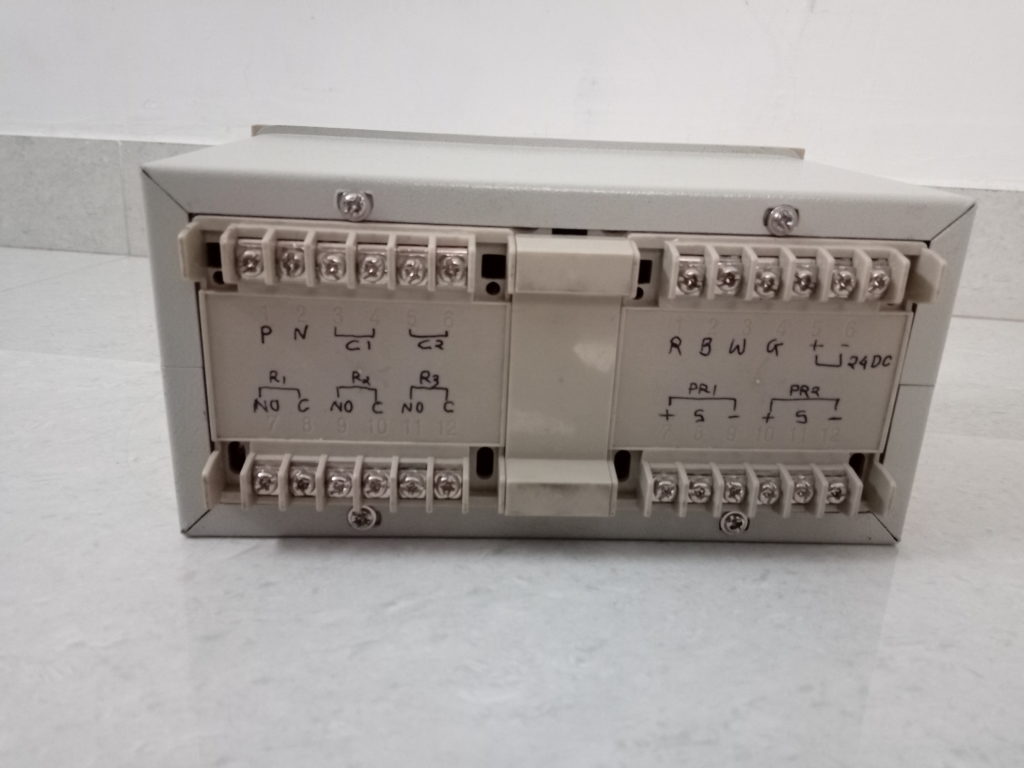 1 2 3 4 5 6
P N C1 C2
R1 R2 R3
NO C NO C NO C
7 8 9 10 11 12
1 2 3 4 5 6
R B W G + - 24DC
PR1 PR2
+ S - + S -
7 8 9 10 11 12